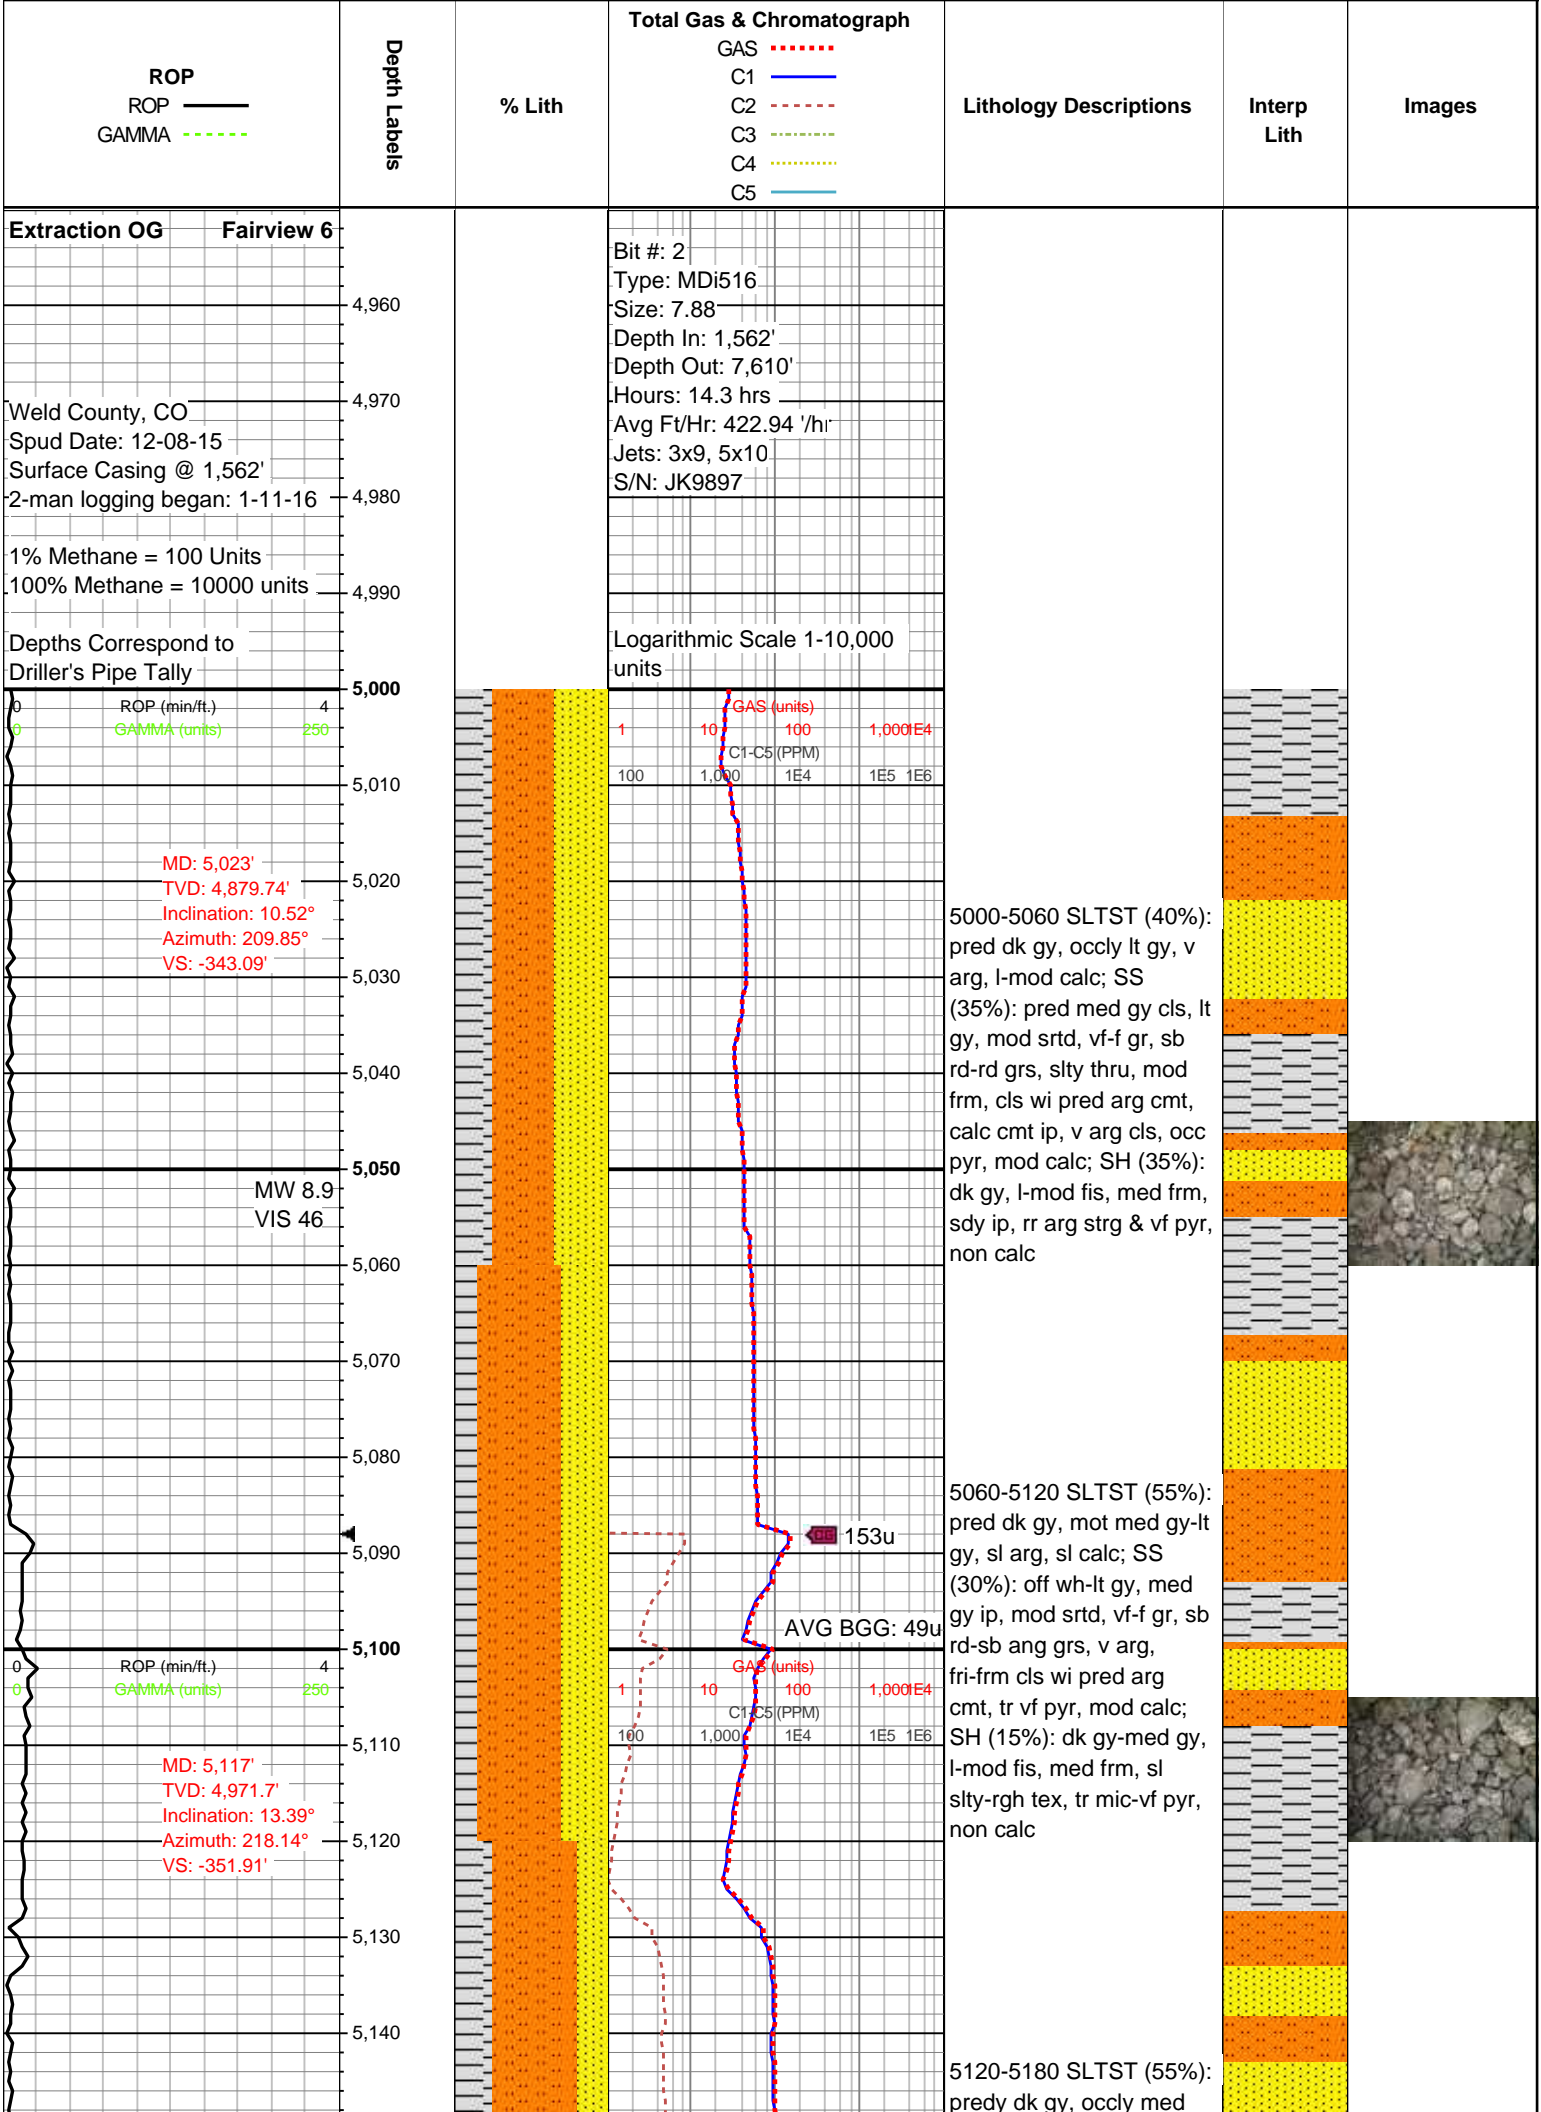 ROP
ROP
GAMMA
Depth Labels
% Lith
Total Gas & Chromatograph
GAS
C1
C2
C3
C4
C5
Lithology Descriptions
Interp
Lith
Images
Extraction OG Fairview 6
Weld County, CO
Spud Date: 12-08-15
Surface Casing @ 1,562'
2-man logging began: 1-11-16
1% Methane = 100 Units
100% Methane = 10000 units
Depths Correspond to
Driller's Pipe Tally
Bit #: 2
Type: MDi516
Size: 7.88
Depth In: 1,562'
Depth Out: 7,610'
Hours: 14.3 hrs
Avg Ft/Hr: 422.94 '/hr
Jets: 3x9, 5x10
S/N: JK9897
Logarithmic Scale 1-10,000
units
4,960
4,970
4,980
4,990
5,000
5,010
5,020
5,030
5,040
5,050
5,060
5,070
5,080
5,090
5,100
5,110
5,120
5,130
5,140
0 ROP (min/ft.) 4
0 GAMMA (units) 250
GAS (units)
1 10 100 1,000 1E4
C1-C5 (PPM)
100 1,000 1E4 1E5 1E6
MD: 5,023'
TVD: 4,879.74'
Inclination: 10.52°
Azimuth: 209.85°
VS: -343.09'
MW 8.9
VIS 46
5000-5060 SLTST (40%):
pred dk gy, occly lt gy, v
arg, l-mod calc; SS
(35%): pred med gy cls, lt
gy, mod srtd, vf-f gr, sb
rd-rd grs, slty thru, mod
frm, cls wi pred arg cmt,
calc cmt ip, v arg cls, occ
pyr, mod calc; SH (35%):
dk gy, l-mod fis, med frm,
sdy ip, rr arg strg & vf pyr,
non calc
CG 153u
AVG BGG: 49u
0 ROP (min/ft.) 4
0 GAMMA (units) 250
GAS (units)
1 10 100 1,000 1E4
C1-C5 (PPM)
100 1,000 1E4 1E5 1E6
MD: 5,117'
TVD: 4,971.7'
Inclination: 13.39°
Azimuth: 218.14°
VS: -351.91'
5060-5120 SLTST (55%):
pred dk gy, mot med gy-lt
gy, sl arg, sl calc; SS
(30%): off wh-lt gy, med
gy ip, mod srtd, vf-f gr, sb
rd-sb ang grs, v arg,
fri-frm cls wi pred arg
cmt, tr vf pyr, mod calc;
SH (15%): dk gy-med gy,
l-mod fis, med frm, sl
slty-rgh tex, tr mic-vf pyr,
non calc
5120-5180 SLTST (55%):
predy dk gy, occly med